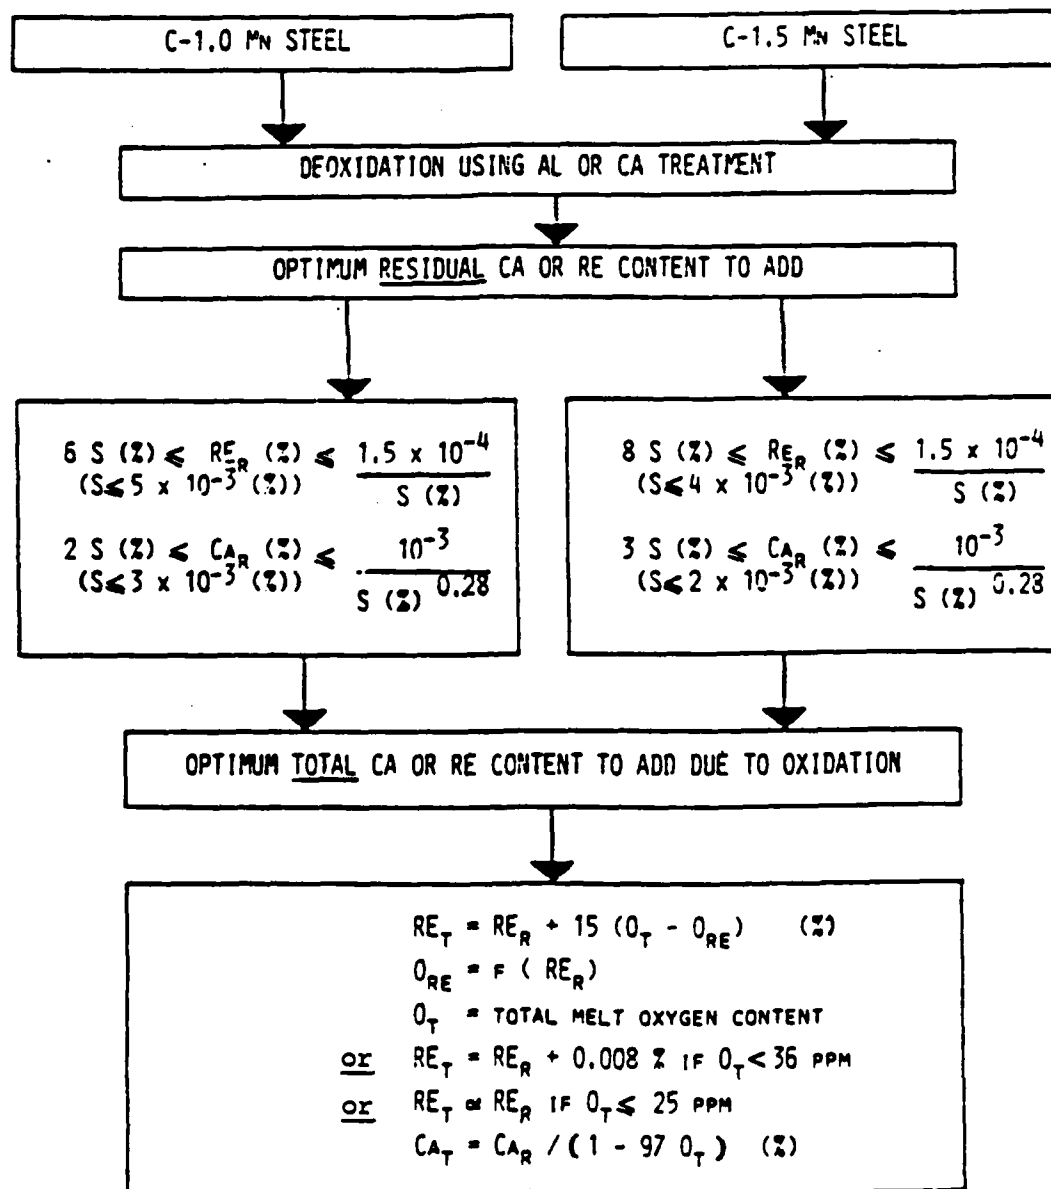 C-1.0 MN STEEL
C-1.5 MN STEEL
DEOXIDATION USING AL OR CA TREATMENT
OPTIMUM RESIDUAL CA OR RE CONTENT TO ADD
6 S (%) ≤ RE_R (%) ≤ 1.5 x 10^-4 / S (%)
(S ≤ 5 x 10^-3 (%))
2 S (%) ≤ CA_R (%) ≤ 10^-3 / S (%)^0.28
(S ≤ 3 x 10^-3 (%))
8 S (%) ≤ RE_R (%) ≤ 1.5 x 10^-4 / S (%)
(S ≤ 4 x 10^-3 (%))
3 S (%) ≤ CA_R (%) ≤ 10^-3 / S (%)^0.28
(S ≤ 2 x 10^-3 (%))
OPTIMUM TOTAL CA OR RE CONTENT TO ADD DUE TO OXIDATION
RE_T = RE_R + 15 (O_T - O_RE) (%)
O_RE = F ( RE_R)
O_T = TOTAL MELT OXYGEN CONTENT
or RE_T = RE_R + 0.008 % IF O_T < 36 PPM
or RE_T ∝ RE_R IF O_T ≤ 25 PPM
CA_T = CA_R / (1 - 97 O_T) (%)